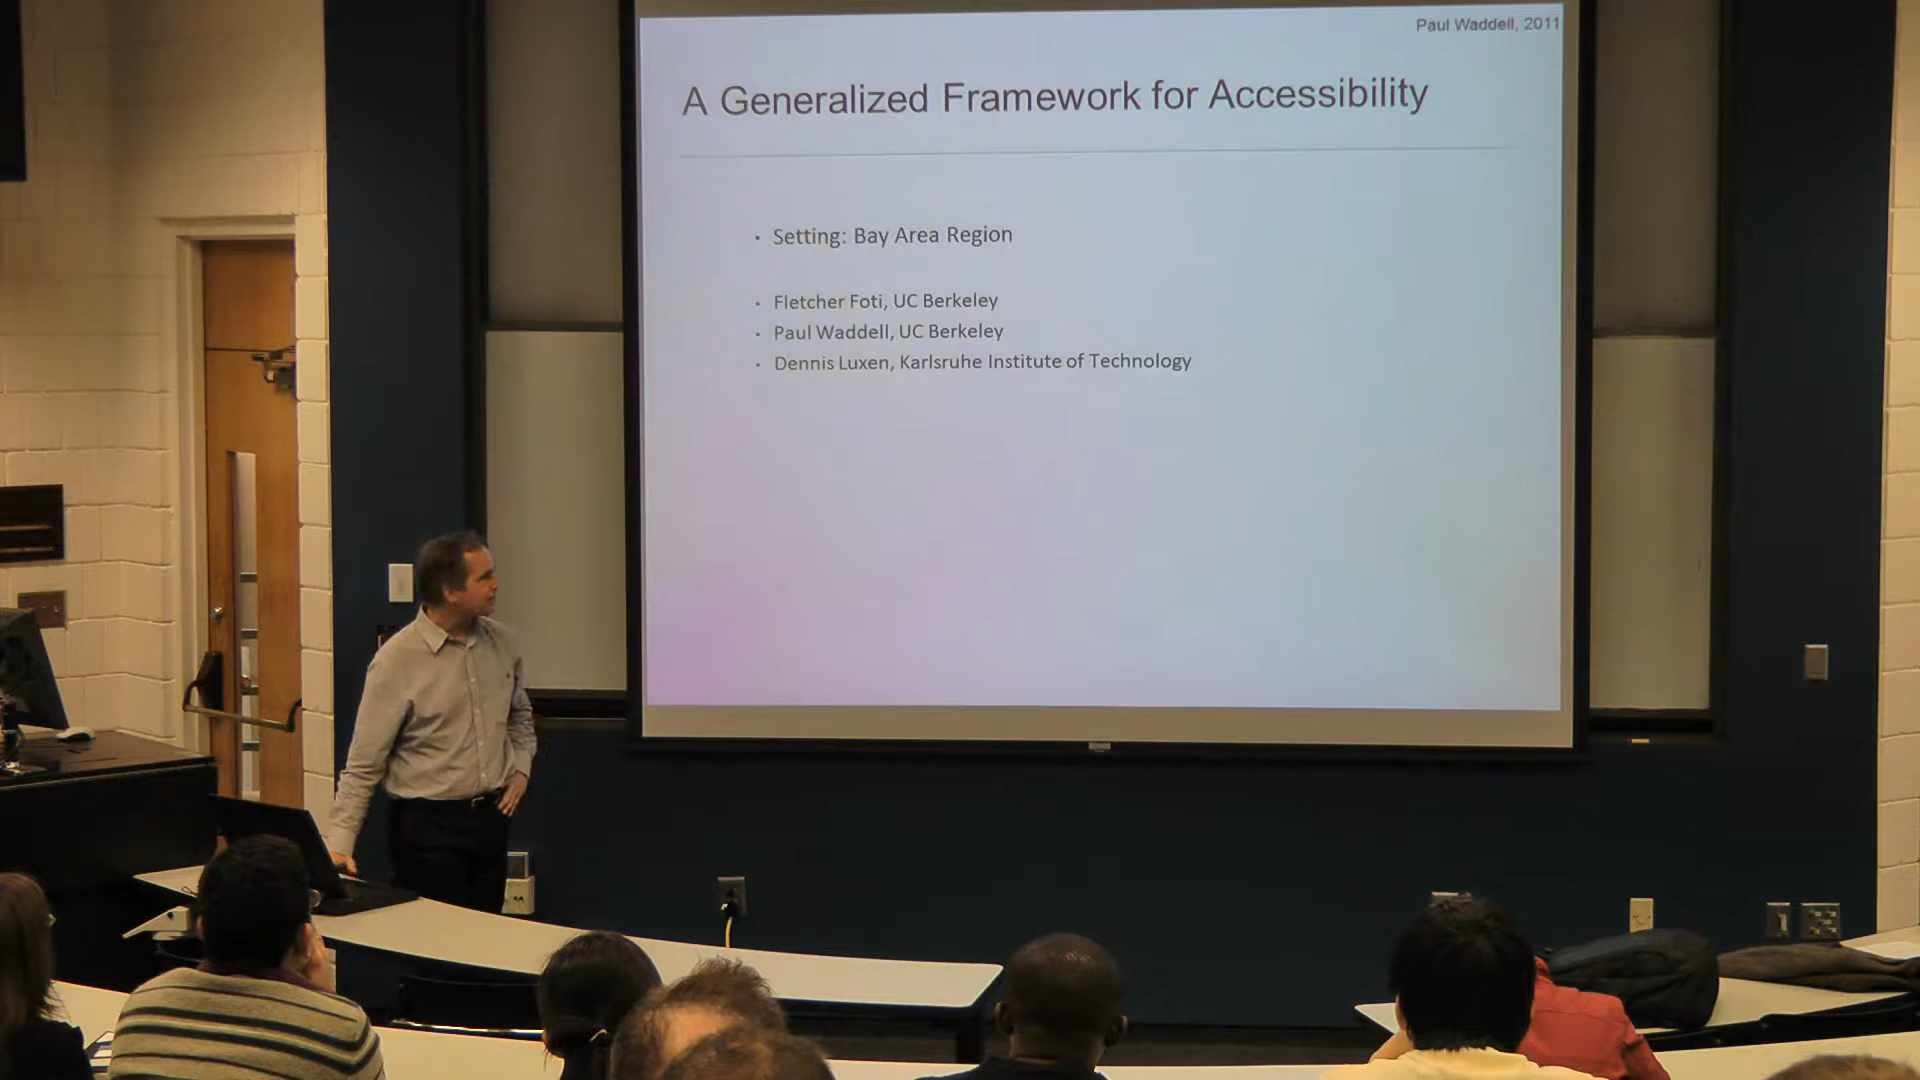 Paul Waddell, 2011
A Generalized Framework for Accessibility
• Setting: Bay Area Region
• Fletcher Foti, UC Berkeley
• Paul Waddell, UC Berkeley
• Dennis Luxen, Karlsruhe Institute of Technology